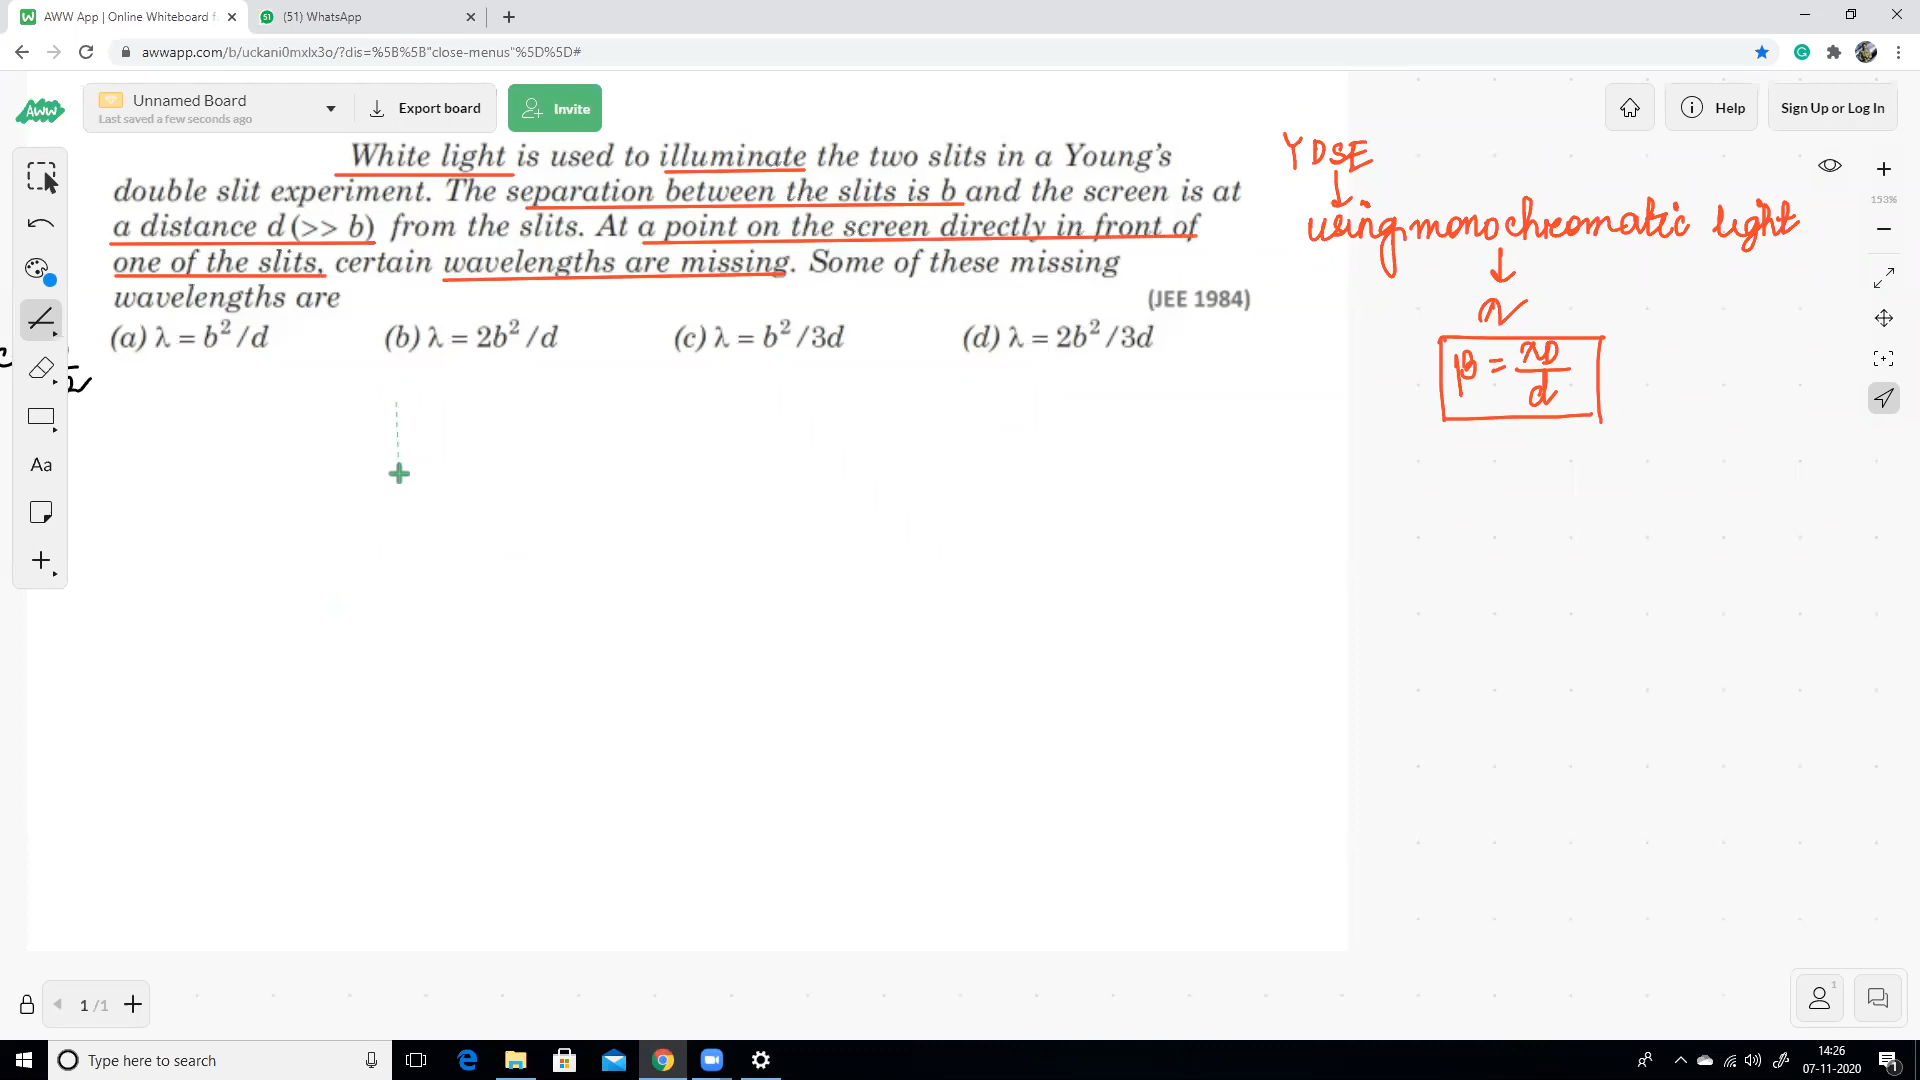 AWW App | Online Whiteboard f
(51) WhatsApp
awwapp.com/b/uckani0mxlx3o/?dis=%5B%5B"close-menus"%5D%5D#
AWW
Unnamed Board
Last saved a few seconds ago
Export board
Invite
Help
Sign Up or Log In
White light is used to illuminate the two slits in a Young's
double slit experiment. The separation between the slits is b and the screen is at
a distance d (>> b) from the slits. At a point on the screen directly in front of
one of the slits, certain wavelengths are missing. Some of these missing
wavelengths are (JEE 1984)
(a) λ = b²/d (b) λ = 2b²/d (c) λ = b²/3d (d) λ = 2b²/3d
YDSE
using monochromatic light
λ
β = λD/d
153%
Aa
1 /1
1
Type here to search
14:26
07-11-2020
1